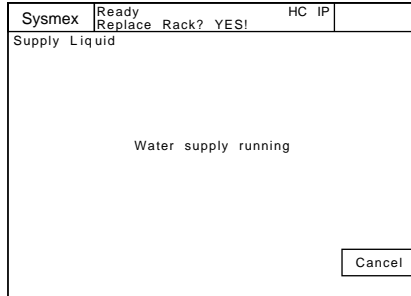 Sysmex
Ready HC IP
Replace Rack? YES!
Supply Liquid
Water supply running
Cancel